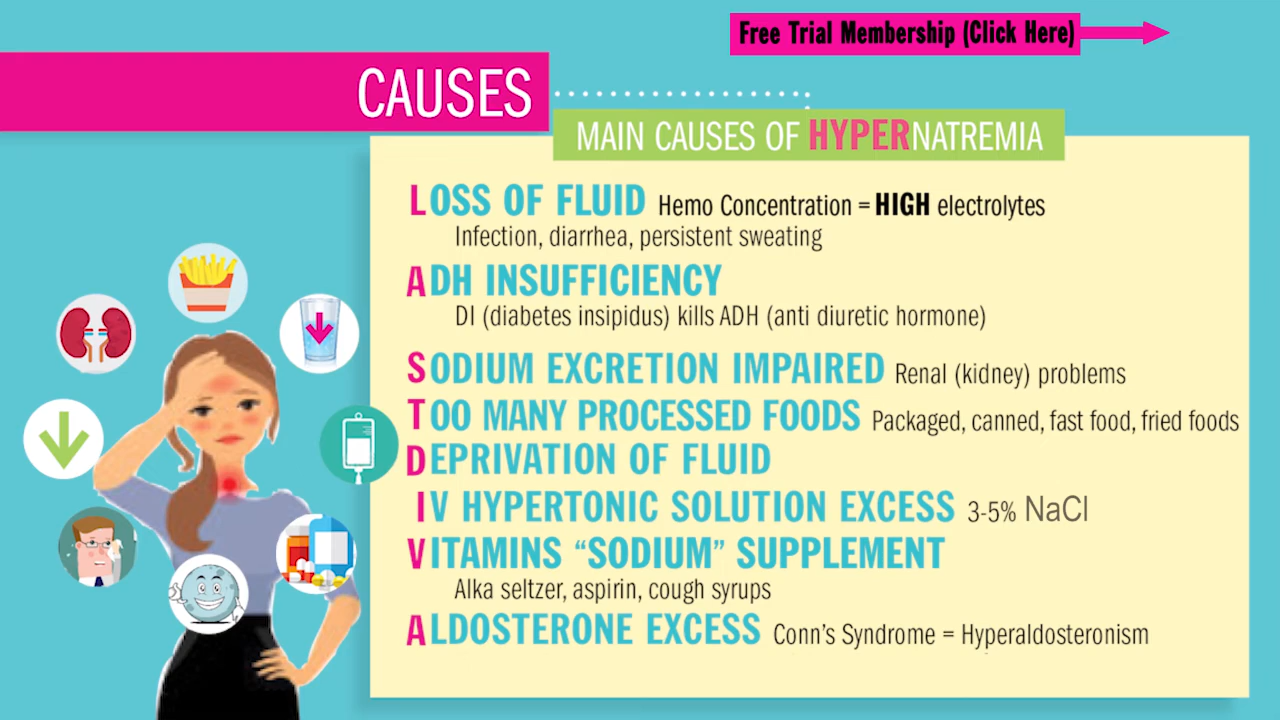 Free Trial Membership (Click Here)
CAUSES
MAIN CAUSES OF HYPERNATREMIA
LOSS OF FLUID Hemo Concentration = HIGH electrolytes
Infection, diarrhea, persistent sweating
ADH INSUFFICIENCY
DI (diabetes insipidus) kills ADH (anti diuretic hormone)
SODIUM EXCRETION IMPAIRED Renal (kidney) problems
TOO MANY PROCESSED FOODS Packaged, canned, fast food, fried foods
DEPRIVATION OF FLUID
IV HYPERTONIC SOLUTION EXCESS 3-5% NaCl
VITAMINS “SODIUM” SUPPLEMENT
Alka seltzer, aspirin, cough syrups
ALDOSTERONE EXCESS Conn's Syndrome = Hyperaldosteronism